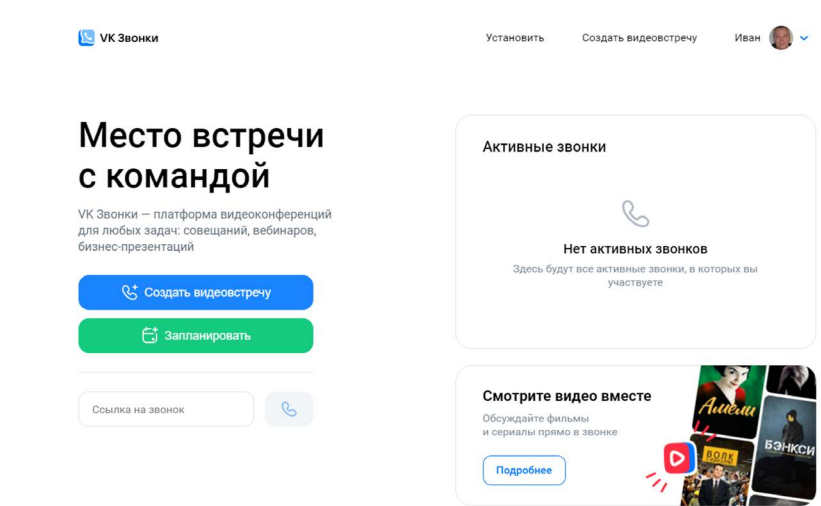 VK Звонки
Установить
Создать видеовстречу
Иван
Место встречи
с командой
VK Звонки — платформа видеоконференций
для любых задач: совещаний, вебинаров,
бизнес-презентаций
Создать видеовстречу
Запланировать
Ссылка на звонок
Активные звонки
Нет активных звонков
Здесь будут все активные звонки, в которых вы
участвуете
Смотрите видео вместе
Обсуждайте фильмы
и сериалы прямо в звонке
Подробнее
Амели
БЭНКСИ
ВОЛК